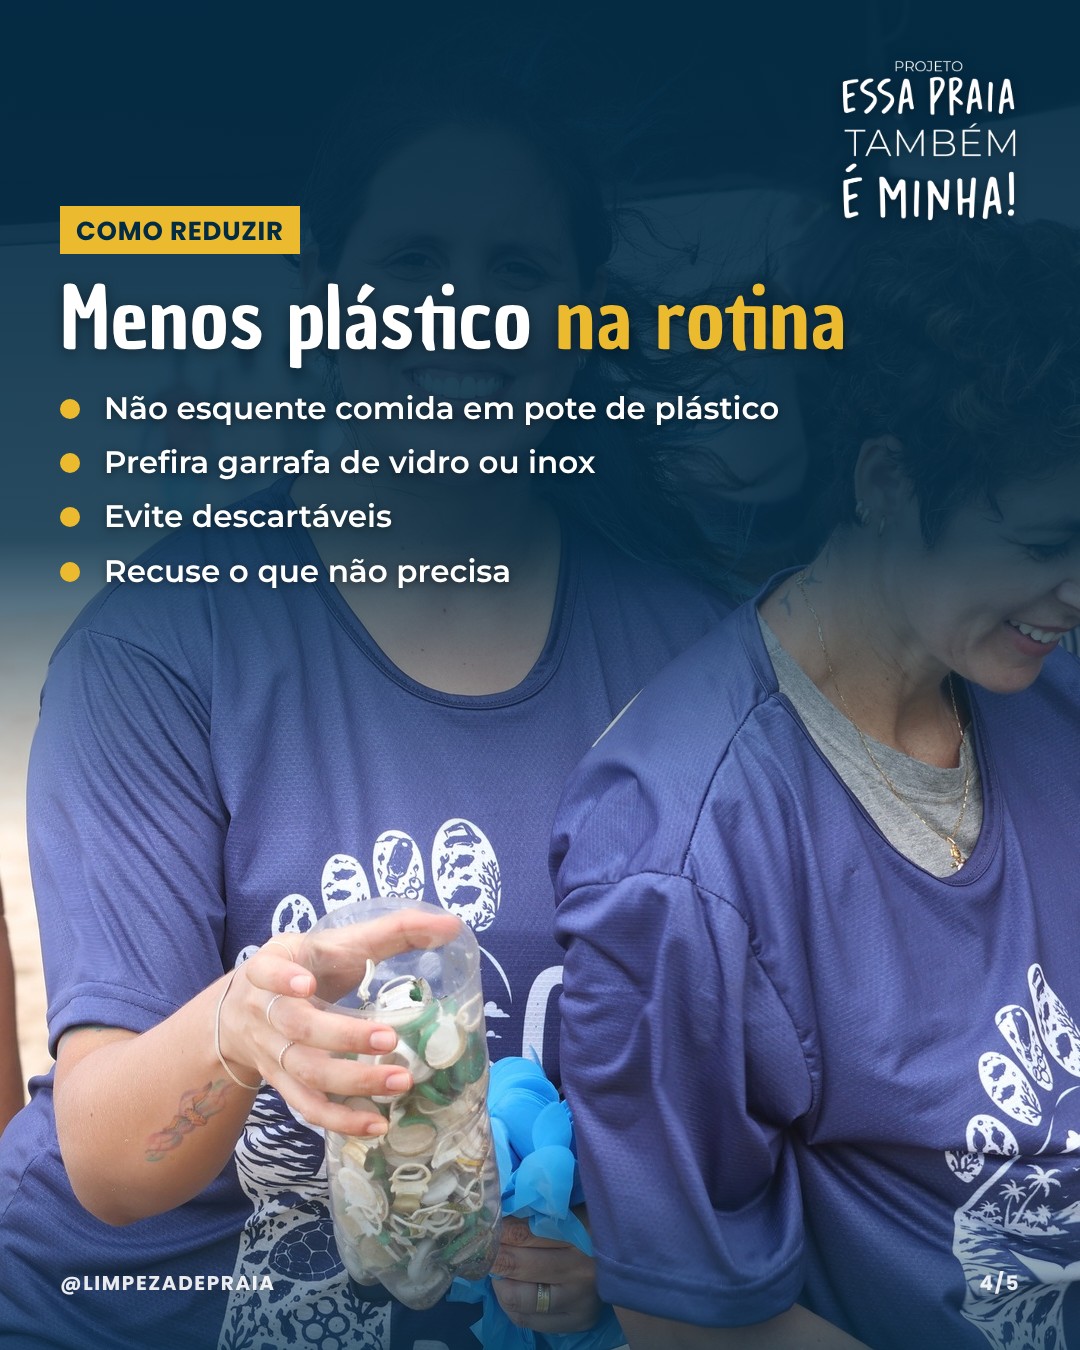 PROJETO
ESSA PRAIA
TAMBÉM
É MINHA!
COMO REDUZIR
Menos plástico na rotina
Não esquente comida em pote de plástico
Prefira garrafa de vidro ou inox
Evite descartáveis
Recuse o que não precisa
@LIMPEZADEPRAIA
4/5